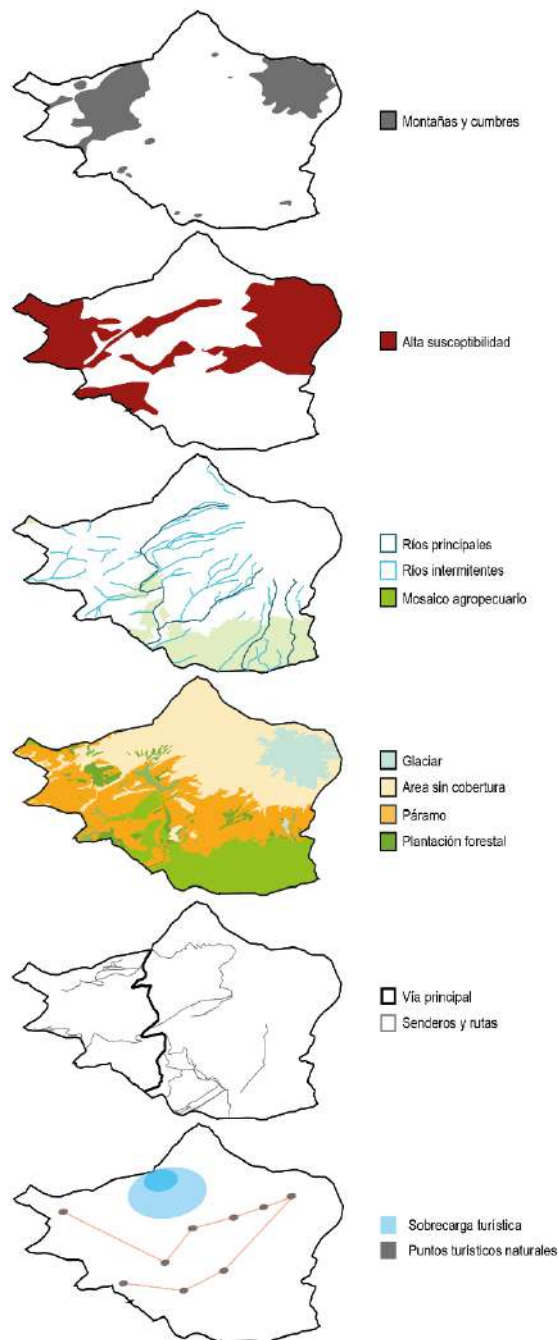 Montañas y cumbres
Alta susceptibilidad
Ríos principales
Ríos intermitentes
Mosaico agropecuario
Glaciar
Area sin cobertura
Páramo
Plantación forestal
Vía principal
Senderos y rutas
Sobrecarga turística
Puntos turísticos naturales